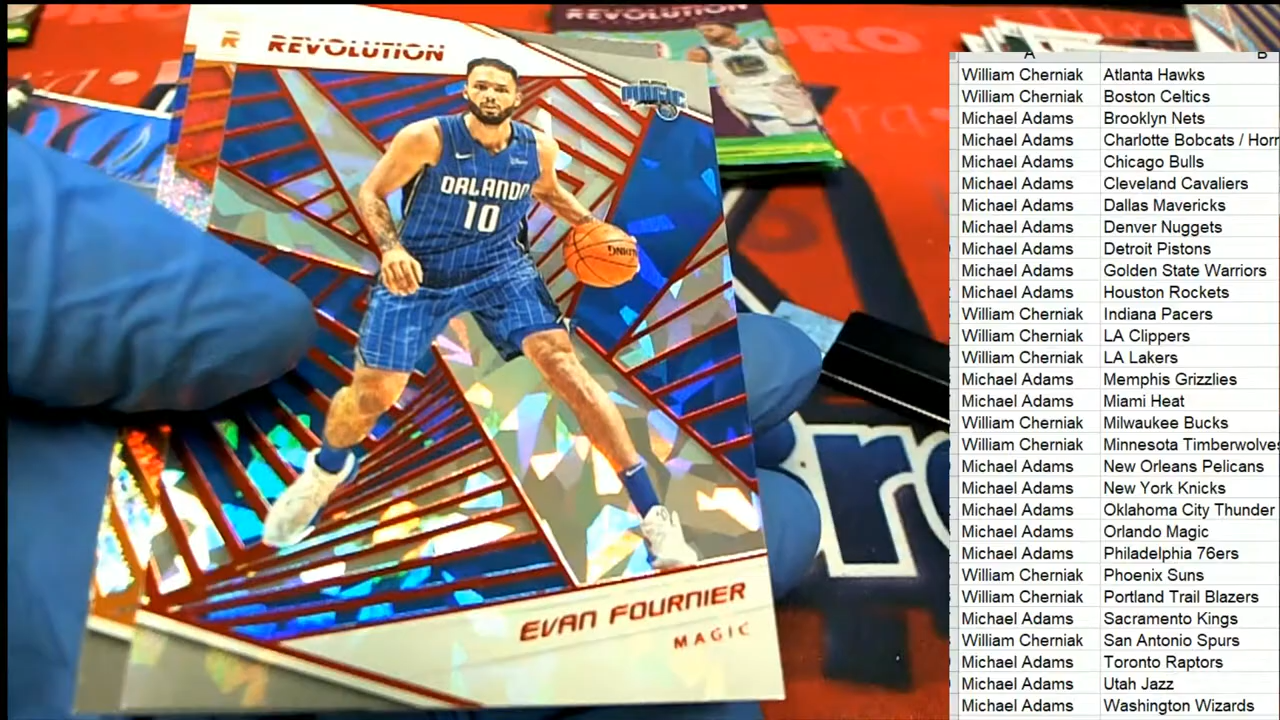 REVOLUTION
R REVOLUTION
MAGIC
PRO
ORLANDO
10
EVAN FOURNIER
MAGIC
A B
William Cherniak Atlanta Hawks
William Cherniak Boston Celtics
Michael Adams Brooklyn Nets
Michael Adams Charlotte Bobcats / Horr
Michael Adams Chicago Bulls
Michael Adams Cleveland Cavaliers
Michael Adams Dallas Mavericks
Michael Adams Denver Nuggets
Michael Adams Detroit Pistons
Michael Adams Golden State Warriors
Michael Adams Houston Rockets
William Cherniak Indiana Pacers
William Cherniak LA Clippers
William Cherniak LA Lakers
Michael Adams Memphis Grizzlies
Michael Adams Miami Heat
William Cherniak Milwaukee Bucks
William Cherniak Minnesota Timberwolves
Michael Adams New Orleans Pelicans
Michael Adams New York Knicks
Michael Adams Oklahoma City Thunder
Michael Adams Orlando Magic
Michael Adams Philadelphia 76ers
William Cherniak Phoenix Suns
William Cherniak Portland Trail Blazers
Michael Adams Sacramento Kings
William Cherniak San Antonio Spurs
Michael Adams Toronto Raptors
Michael Adams Utah Jazz
Michael Adams Washington Wizards